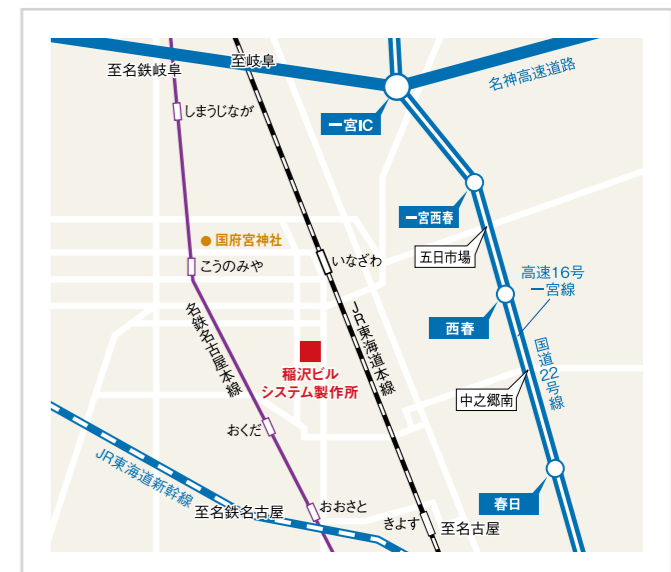 至名鉄岐阜
至岐阜
名神高速道路
しまうじなが
一宮IC
一宮西春
国府宮神社
いなざわ
五日市場
こうのみや
高速16号
一宮線
西春
名鉄名古屋本線
JR東海道本線
国道22号線
稲沢ビル
システム製作所
中之郷南
おくだ
JR東海道新幹線
春日
至名鉄名古屋
おおさと
きよす
至名古屋